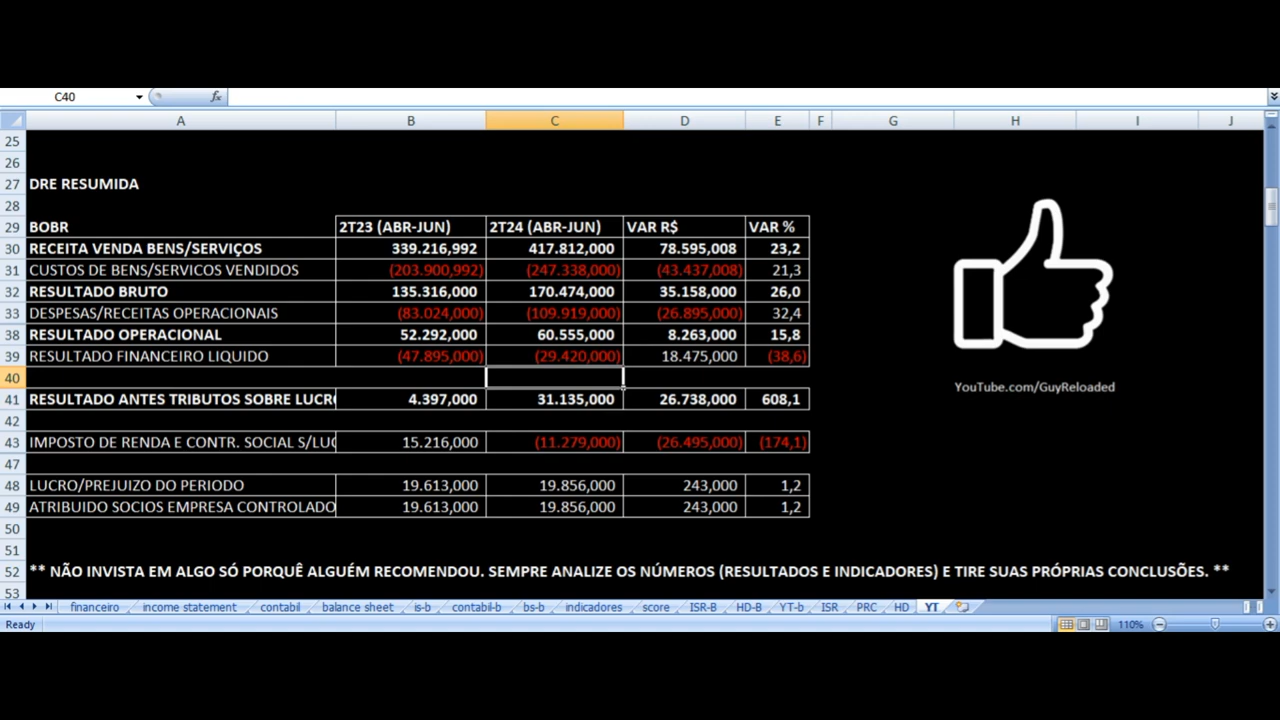 C40 fx
A B C D E F G H I J
25
26
27 DRE RESUMIDA
28
29 BOBR 2T23 (ABR-JUN) 2T24 (ABR-JUN) VAR R$ VAR %
30 RECEITA VENDA BENS/SERVIÇOS 339.216,992 417.812,000 78.595,008 23,2
31 CUSTOS DE BENS/SERVICOS VENDIDOS (203.900,992) (247.338,000) (43.437,008) 21,3
32 RESULTADO BRUTO 135.316,000 170.474,000 35.158,000 26,0
33 DESPESAS/RECEITAS OPERACIONAIS (83.024,000) (109.919,000) (26.895,000) 32,4
38 RESULTADO OPERACIONAL 52.292,000 60.555,000 8.263,000 15,8
39 RESULTADO FINANCEIRO LIQUIDO (47.895,000) (29.420,000) 18.475,000 (38,6)
40
YouTube.com/GuyReloaded
41 RESULTADO ANTES TRIBUTOS SOBRE LUCRO 4.397,000 31.135,000 26.738,000 608,1
42
43 IMPOSTO DE RENDA E CONTR. SOCIAL S/LUC 15.216,000 (11.279,000) (26.495,000) (174,1)
47
48 LUCRO/PREJUIZO DO PERIODO 19.613,000 19.856,000 243,000 1,2
49 ATRIBUIDO SOCIOS EMPRESA CONTROLADO 19.613,000 19.856,000 243,000 1,2
50
51
52 ** NÃO INVISTA EM ALGO SÓ PORQUÊ ALGUÉM RECOMENDOU. SEMPRE ANALIZE OS NÚMEROS (RESULTADOS E INDICADORES) E TIRE SUAS PRÓPRIAS CONCLUSÕES. **
53
financeiro income statement contabil balance sheet is-b contabil-b bs-b indicadores score ISR-B HD-B YT-b ISR PRC HD YT
Ready 110%